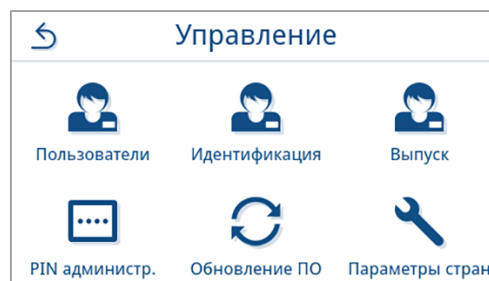 Управление
Пользователи Идентификация Выпуск
PIN администр. Обновление ПО Параметры стран